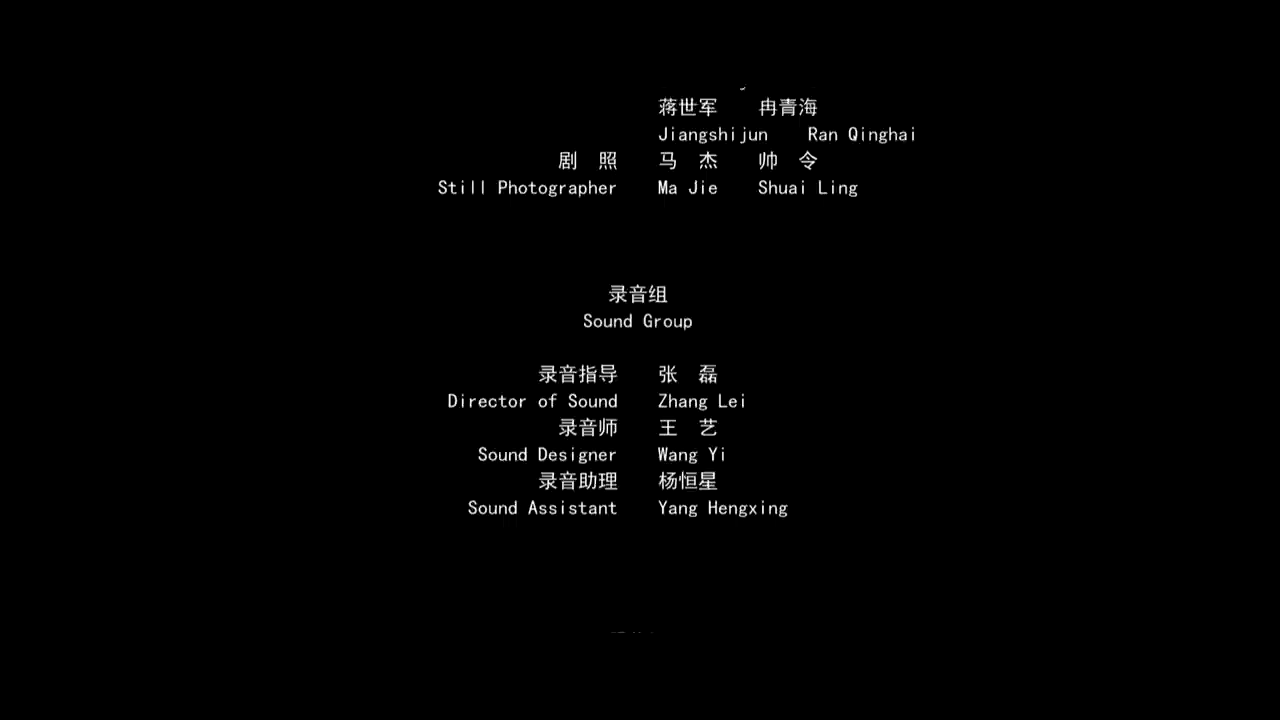 蒋世军 冉青海
Jiangshijun Ran Qinghai
剧 照 马 杰 帅 令
Still Photographer Ma Jie Shuai Ling
录音组
Sound Group
录音指导 张 磊
Director of Sound Zhang Lei
录音师 王 艺
Sound Designer Wang Yi
录音助理 杨恒星
Sound Assistant Yang Hengxing